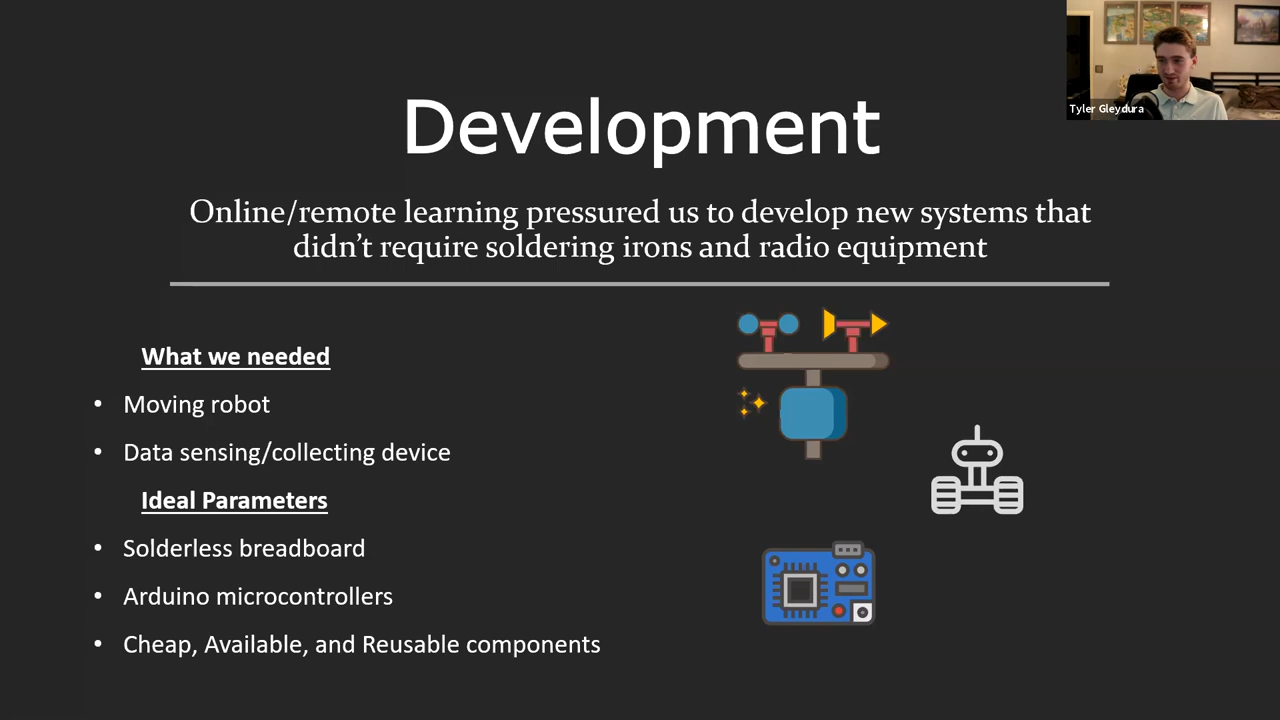 Tyler Gleydura
Development
Online/remote learning pressured us to develop new systems that
didn't require soldering irons and radio equipment
What we needed
• Moving robot
• Data sensing/collecting device
Ideal Parameters
• Solderless breadboard
• Arduino microcontrollers
• Cheap, Available, and Reusable components